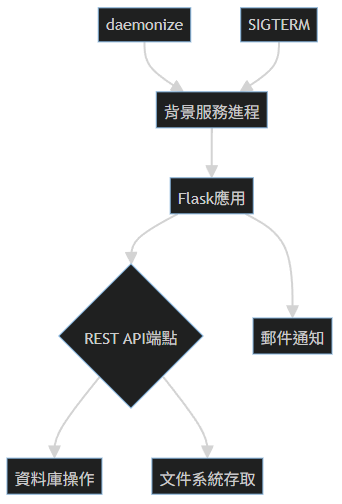 daemonize
SIGTERM
背景服務進程
Flask應用
REST API端點
郵件通知
資料庫操作
文件系統存取